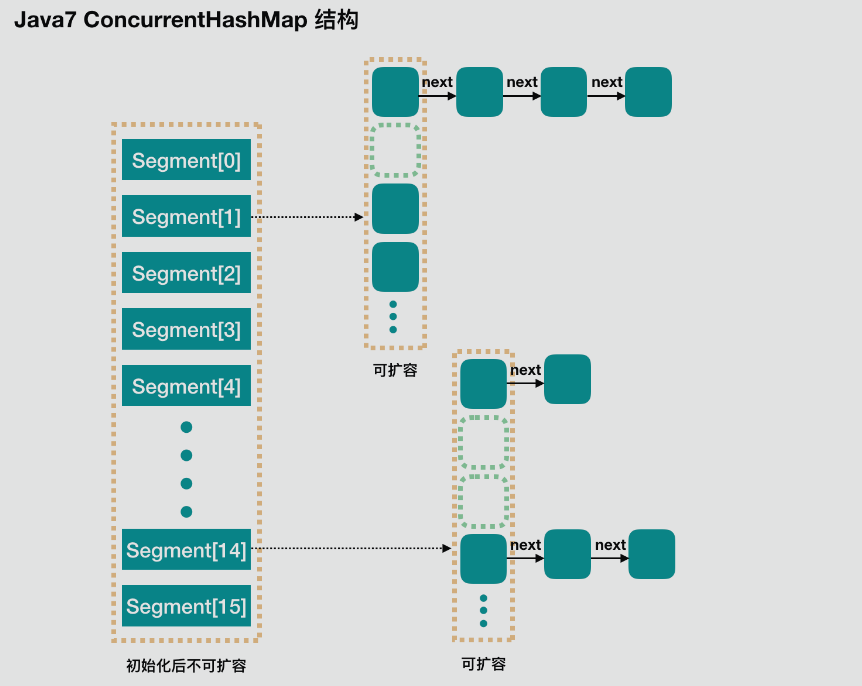 Java7 ConcurrentHashMap 结构
next next next
Segment[0]
Segment[1]
Segment[2]
Segment[3]
可扩容
next
Segment[4]
Segment[14]
next next
Segment[15]
初始化后不可扩容
可扩容